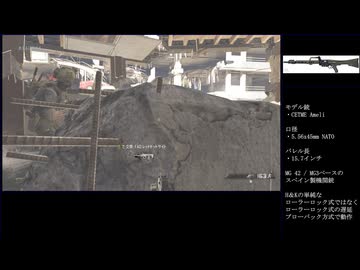 モデル銃
・CETME Ameli
口径
・5.56x45mm NATO
バレル長
・15.7インチ
MG 42 / MG3ベースの
スペイン製機関銃
H&Kの単純な
ローラーロック式ではなく
ローラーロック式の遅延
ブローバック方式で動作